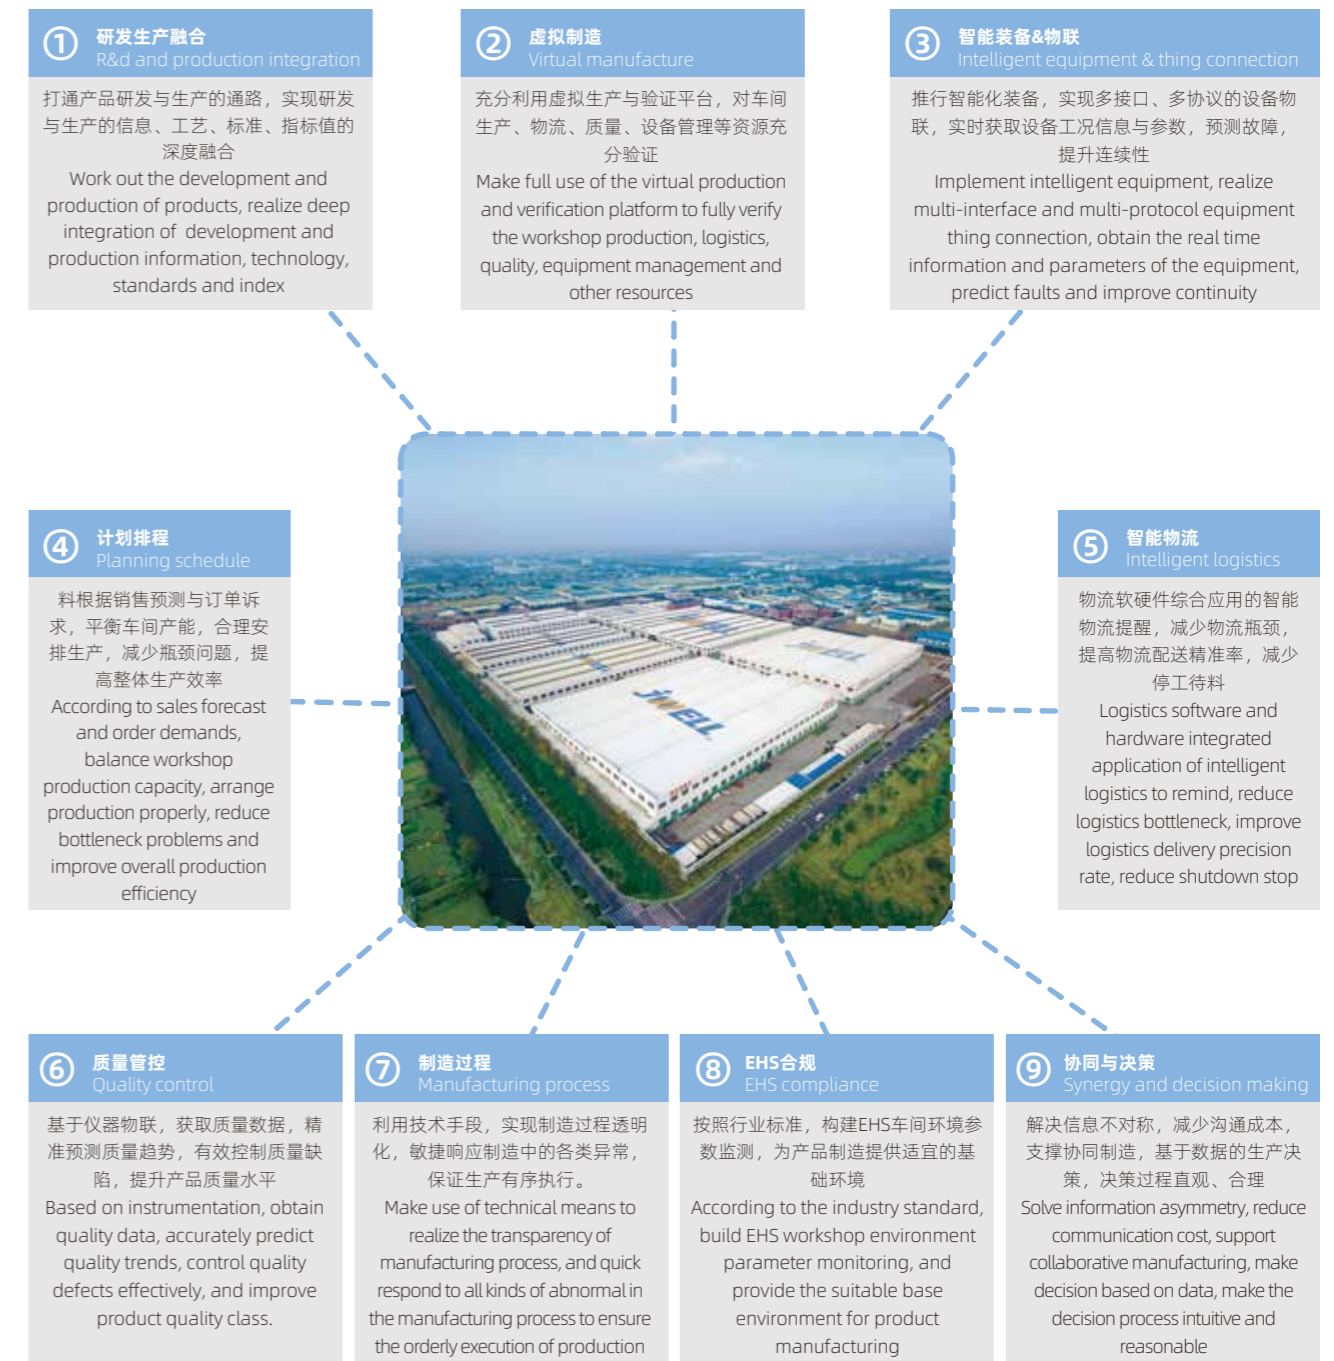 ① 研发生产融合
R&d and production integration
打通产品研发与生产的通路，实现研发
与生产的信息、工艺、标准、指标值的
深度融合
Work out the development and
production of products, realize deep
integration of development and
production information, technology,
standards and index
② 虚拟制造
Virtual manufacture
充分利用虚拟生产与验证平台，对车间
生产、物流、质量、设备管理等资源充
分验证
Make full use of the virtual production
and verification platform to fully verify
the workshop production, logistics,
quality, equipment management and
other resources
③ 智能装备&物联
Intelligent equipment & thing connection
推行智能化装备，实现多接口、多协议的设备物
联，实时获取设备工况信息与参数，预测故障，
提升连续性
Implement intelligent equipment, realize
multi-interface and multi-protocol equipment
thing connection, obtain the real time
information and parameters of the equipment,
predict faults and improve continuity
④ 计划排程
Planning schedule
料根据销售预测与订单诉
求，平衡车间产能，合理安
排生产，减少瓶颈问题，提
高整体生产效率
According to sales forecast
and order demands,
balance workshop
production capacity, arrange
production properly, reduce
bottleneck problems and
improve overall production
efficiency
JWELL
⑤ 智能物流
Intelligent logistics
物流软硬件综合应用的智能
物流提醒，减少物流瓶颈，
提高物流配送精准率，减少
停工待料
Logistics software and
hardware integrated
application of intelligent
logistics to remind, reduce
logistics bottleneck, improve
logistics delivery precision
rate, reduce shutdown stop
⑥ 质量管控
Quality control
基于仪器物联，获取质量数据，精
准预测质量趋势，有效控制质量缺
陷，提升产品质量水平
Based on instrumentation, obtain
quality data, accurately predict
quality trends, control quality
defects effectively, and improve
product quality class.
⑦ 制造过程
Manufacturing process
利用技术手段，实现制造过程透明
化，敏捷响应制造中的各类异常，
保证生产有序执行。
Make use of technical means to
realize the transparency of
manufacturing process, and quick
respond to all kinds of abnormal in
the manufacturing process to ensure
the orderly execution of production
⑧ EHS合规
EHS compliance
按照行业标准，构建EHS车间环境参
数监测，为产品制造提供适宜的基
础环境
According to the industry standard,
build EHS workshop environment
parameter monitoring, and
provide the suitable base
environment for product
manufacturing
⑨ 协同与决策
Synergy and decision making
解决信息不对称，减少沟通成本，
支撑协同制造，基于数据的生产决
策，决策过程直观、合理
Solve information asymmetry, reduce
communication cost, support
collaborative manufacturing, make
decision based on data, make the
decision process intuitive and
reasonable